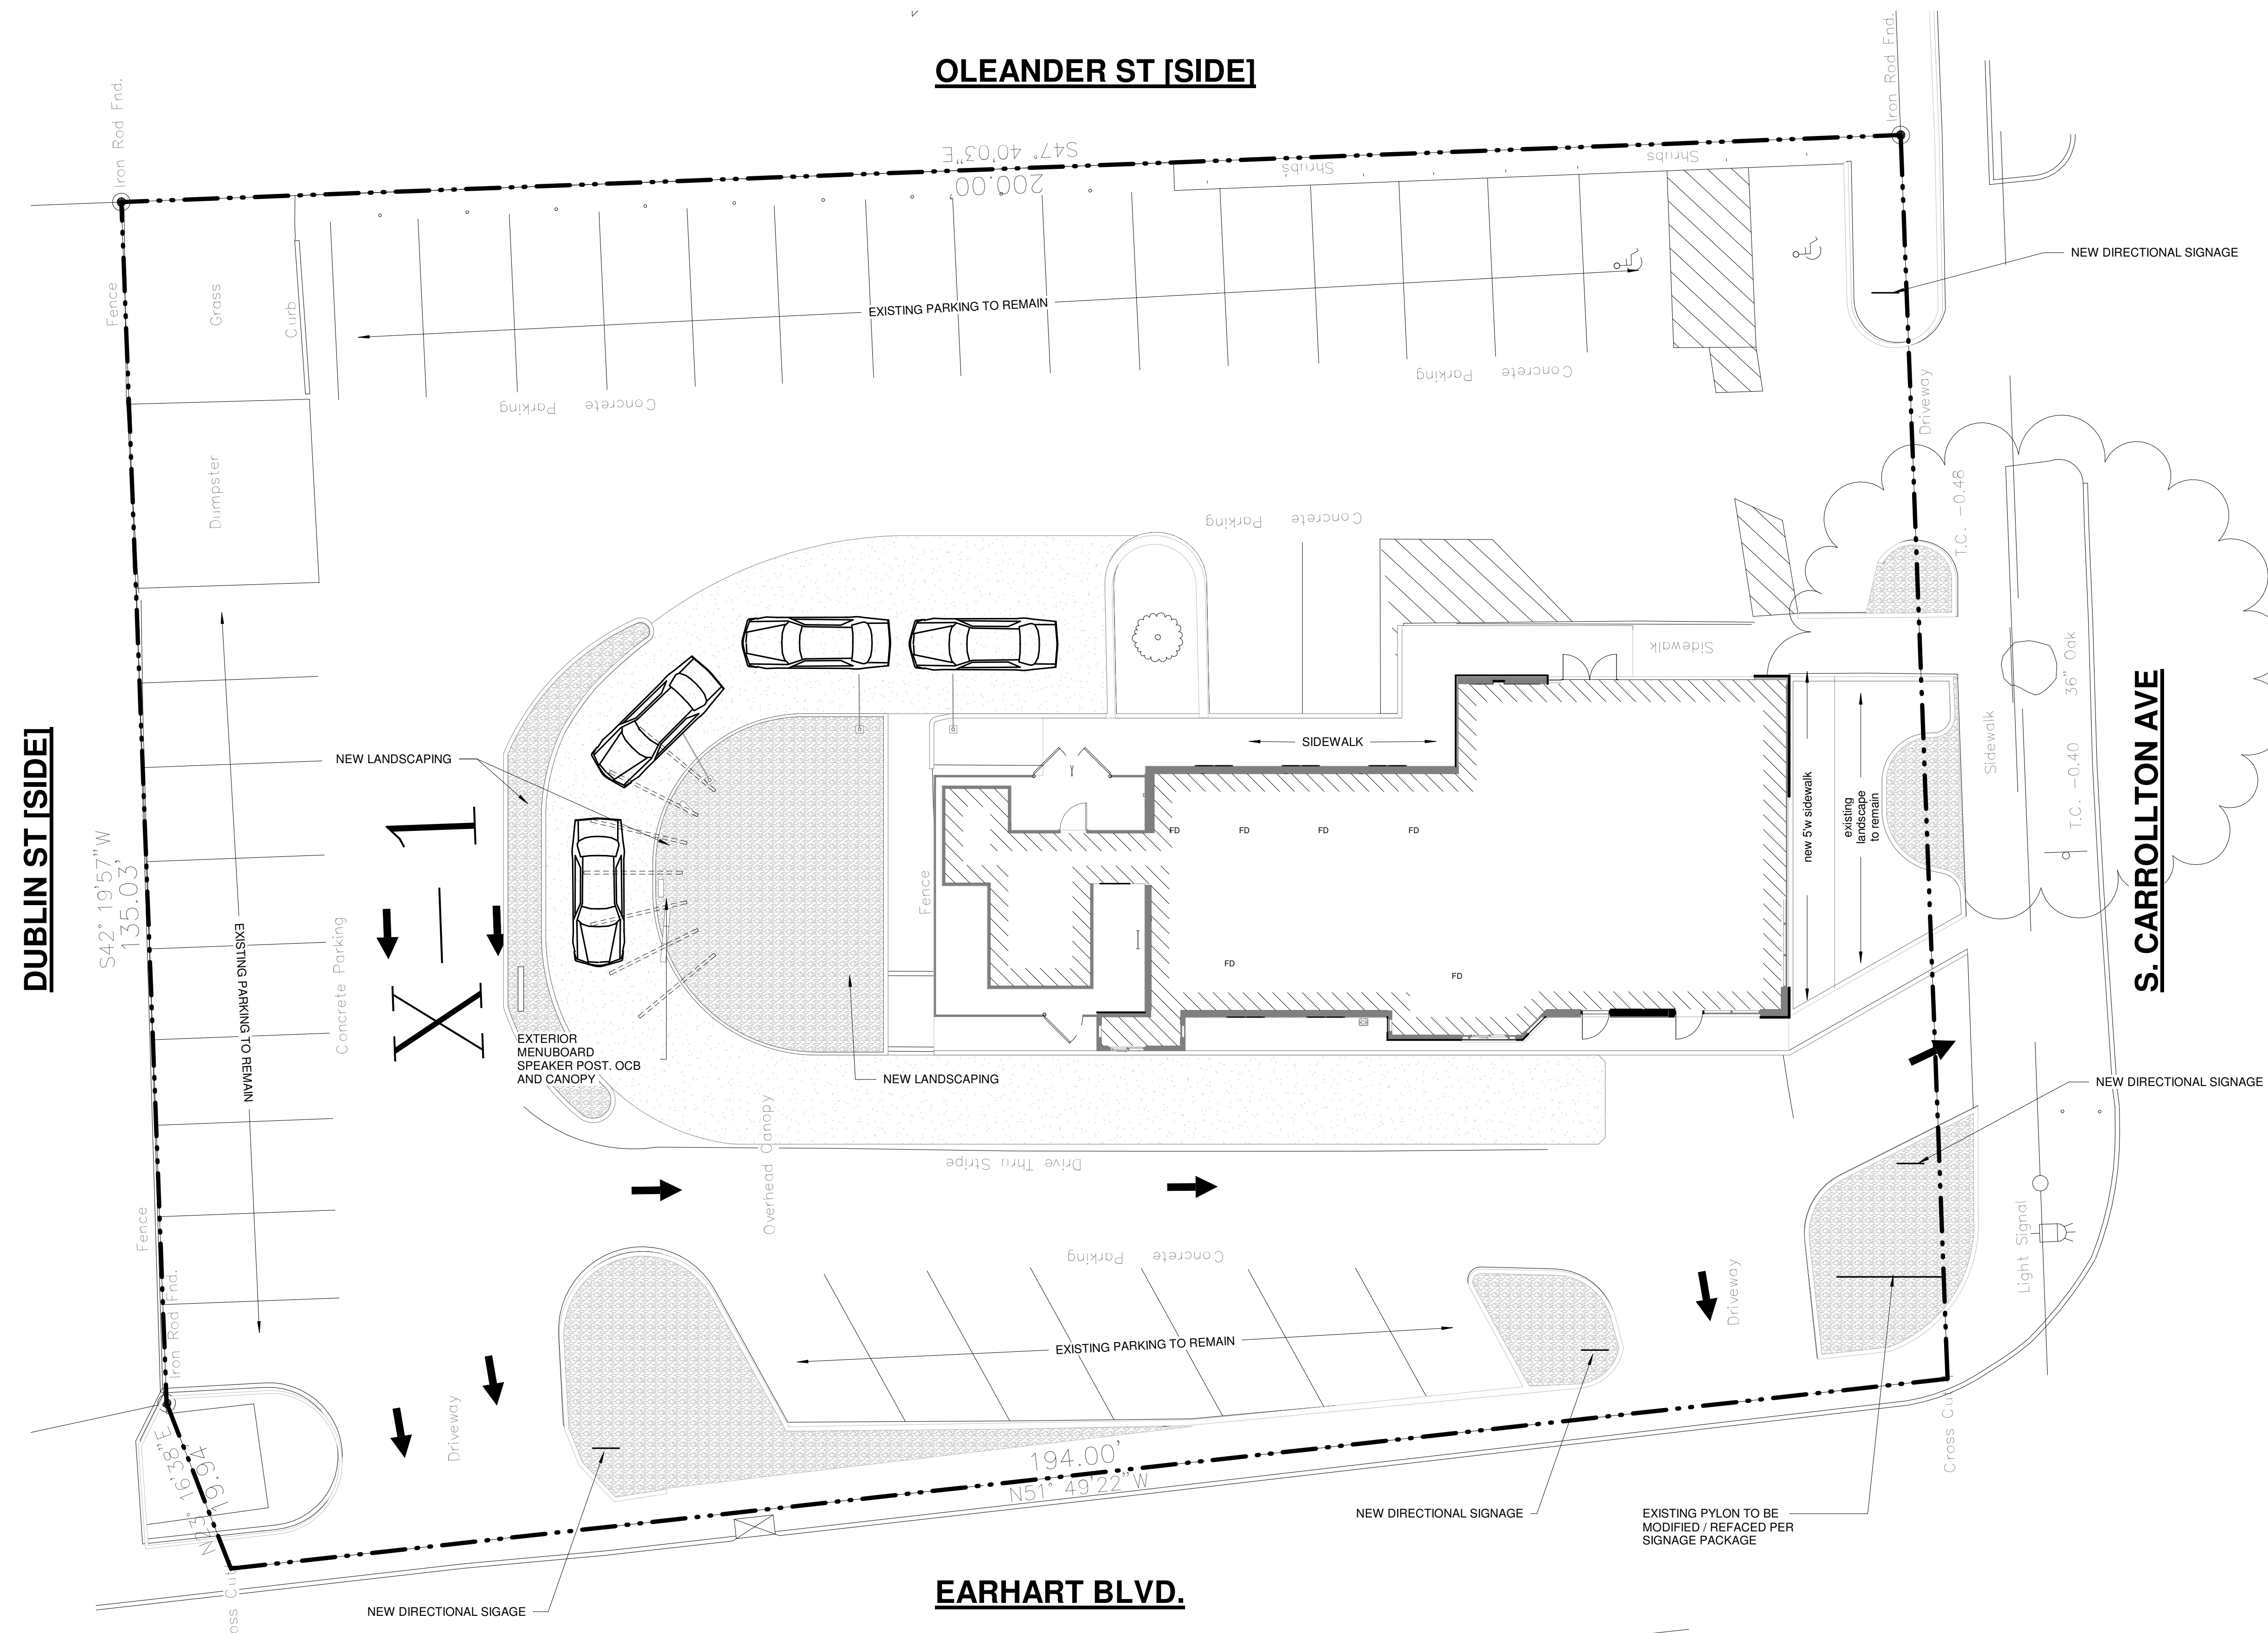 OLEANDER ST [SIDE]
Iron Rod Fnd.
Iron Rod Fnd.
S47° 40'03"E
200.00'
Shrubs
Shrubs
NEW DIRECTIONAL SIGNAGE
Fence
Grass
Curb
EXISTING PARKING TO REMAIN
Concrete Parking
Concrete Parking
Driveway
Dumpster
Concrete Parking
T.C. -0.48
Sidewalk
36" Oak
SIDEWALK
NEW LANDSCAPING
new 5'w sidewalk
existing
landscape
to remain
Sidewalk
T.C. -0.40
S. CARROLLTON AVE
DUBLIN ST [SIDE]
S42° 19'57"W
135.03'
EXISTING PARKING TO REMAIN
Concrete Parking
X-1
Fence
FD
FD
FD
FD
FD
FD
EXTERIOR
MENUBOARD
SPEAKER POST. OCB
AND CANOPY
NEW LANDSCAPING
NEW DIRECTIONAL SIGNAGE
Overhead Canopy
Drive Thru Stripe
Fence
Iron Rod Fnd.
Concrete Parking
Light Signal
Driveway
EXISTING PARKING TO REMAIN
Driveway
N23° 16'38"E
19.94
194.00'
N51° 49'22"W
Cross Cut
NEW DIRECTIONAL SIGNAGE
EXISTING PYLON TO BE
MODIFIED / REFACED PER
SIGNAGE PACKAGE
oss Cut
EARHART BLVD.
NEW DIRECTIONAL SIGAGE